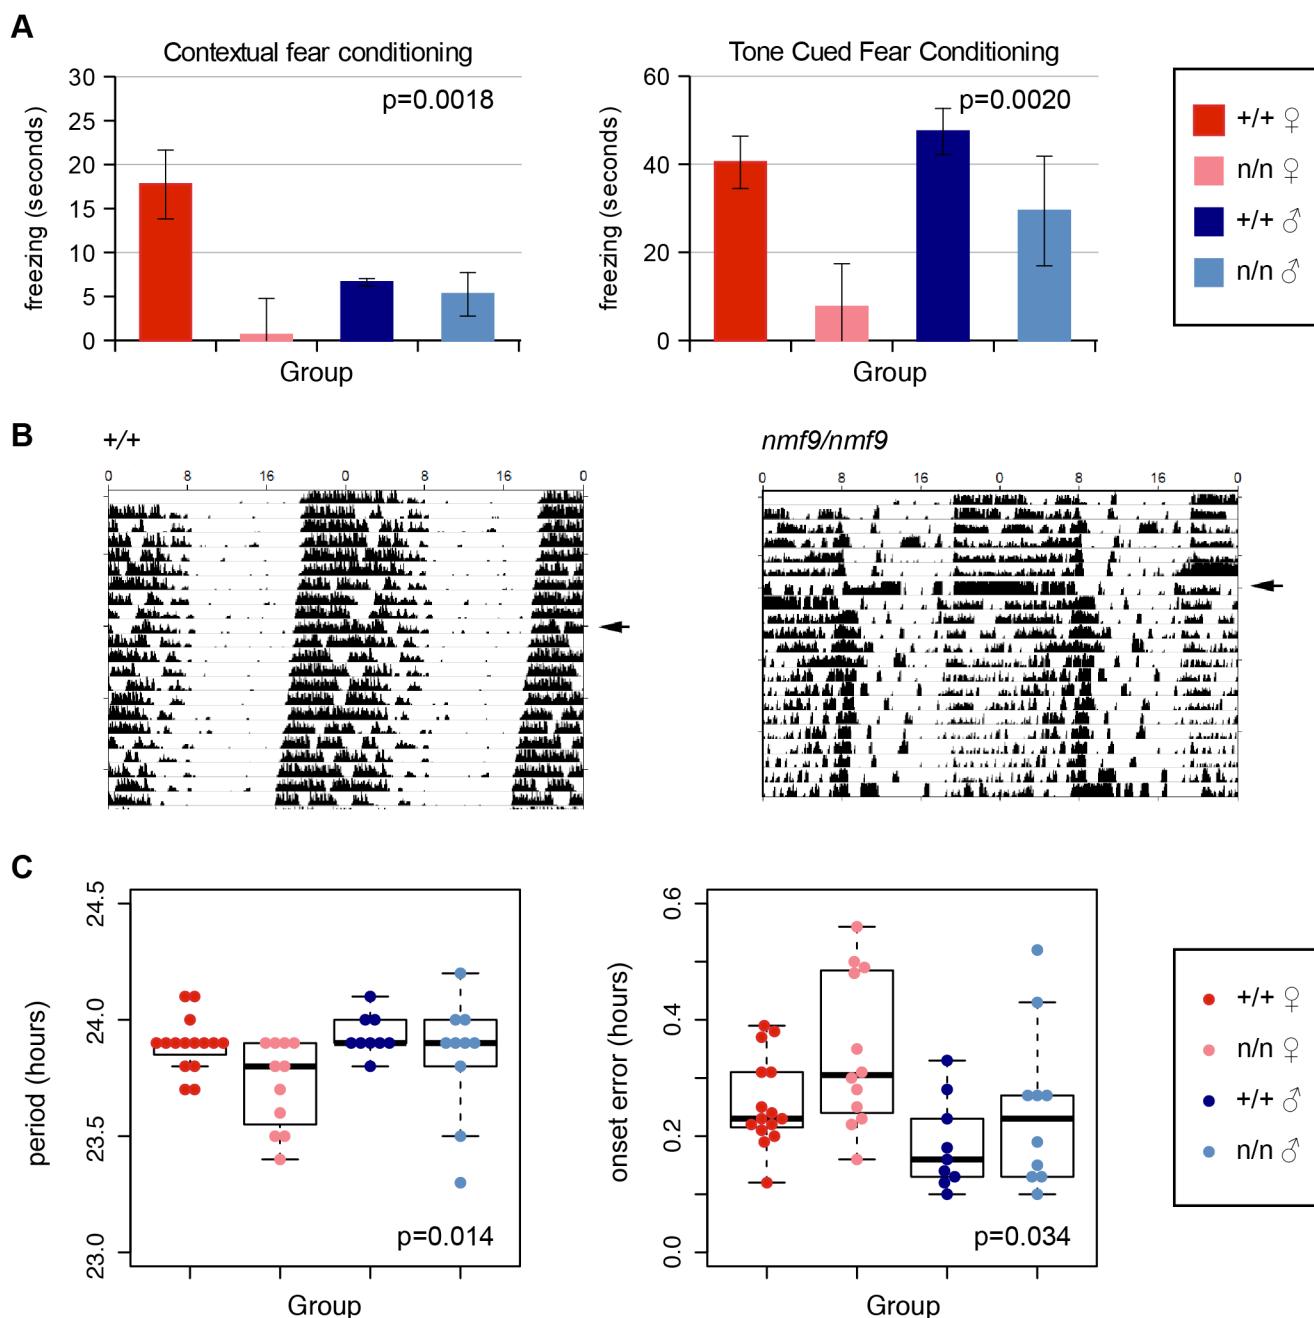 A
Contextual fear conditioning
p=0.0018
freezing (seconds)
30
25
20
15
10
5
0
Group
Tone Cued Fear Conditioning
p=0.0020
freezing (seconds)
60
40
20
0
Group
+/+ ♀
n/n ♀
+/+ ♂
n/n ♂
B
+/+
0 8 16 0 8 16 0
nmf9/nmf9
0 8 16 0 8 16 0
C
period (hours)
24.5
24.0
23.5
23.0
p=0.014
Group
onset error (hours)
0.6
0.4
0.2
0.0
p=0.034
Group
+/+ ♀
n/n ♀
+/+ ♂
n/n ♂